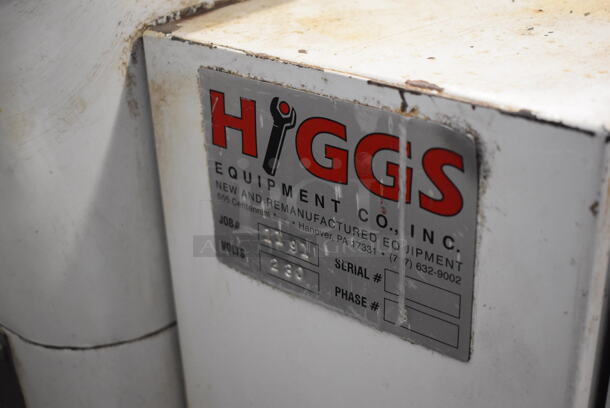 HIGGS
EQUIPMENT CO., INC.
NEW AND REMANUFACTURED EQUIPMENT
Centennial • Hanover, PA 17331 • (717) 632-9002
JOB#
VOLTS 230
SERIAL #
PHASE #